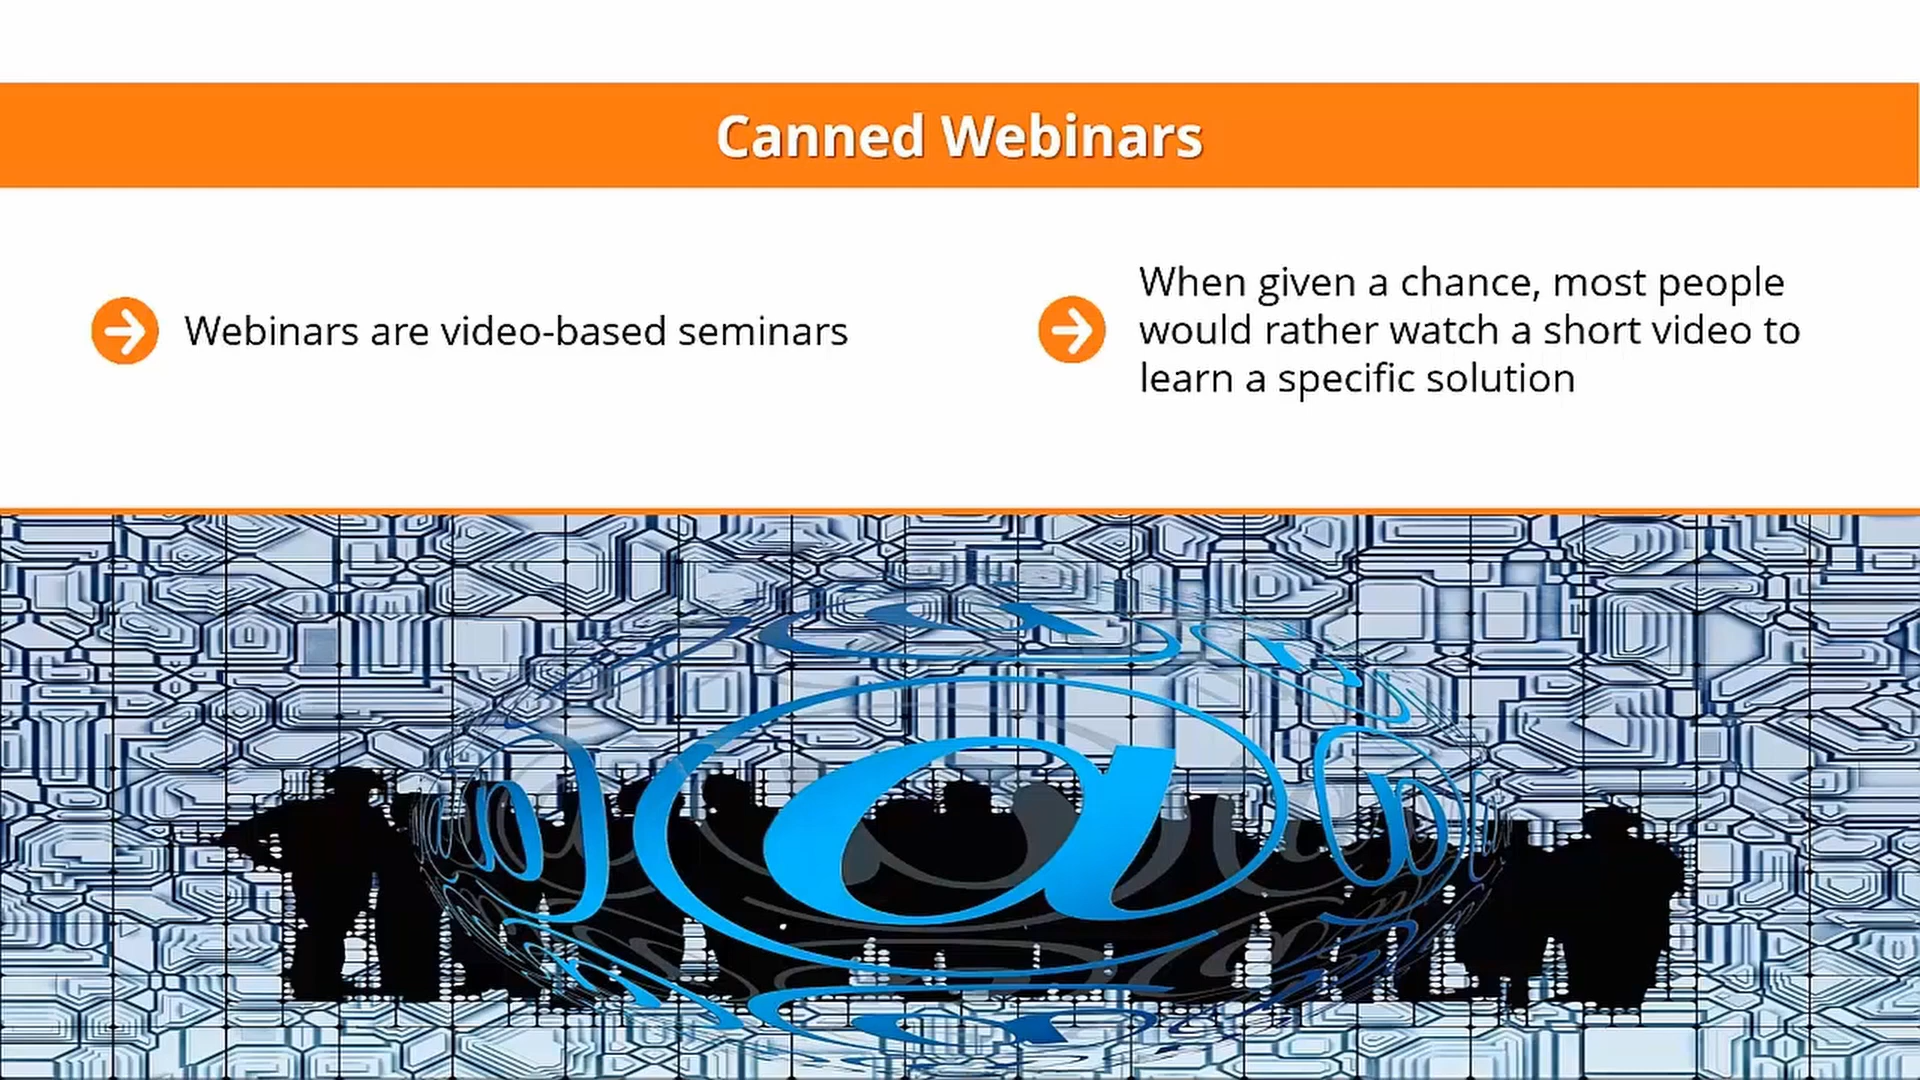 Canned Webinars
Webinars are video-based seminars
When given a chance, most people
would rather watch a short video to
learn a specific solution
@